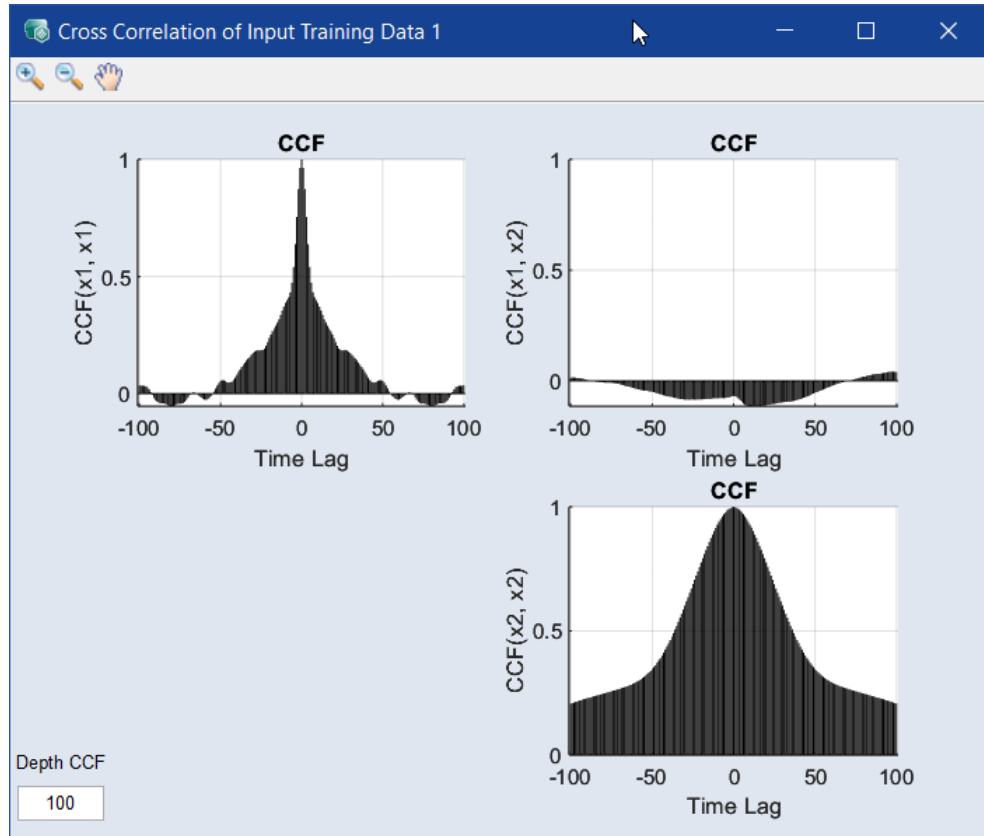 Cross Correlation of Input Training Data 1
CCF
1
0.5
0
CCF(x1, x1)
-100 -50 0 50 100
Time Lag
CCF
1
0.5
0
CCF(x1, x2)
-100 -50 0 50 100
Time Lag
CCF
1
0.5
0
CCF(x2, x2)
-100 -50 0 50 100
Time Lag
Depth CCF
100